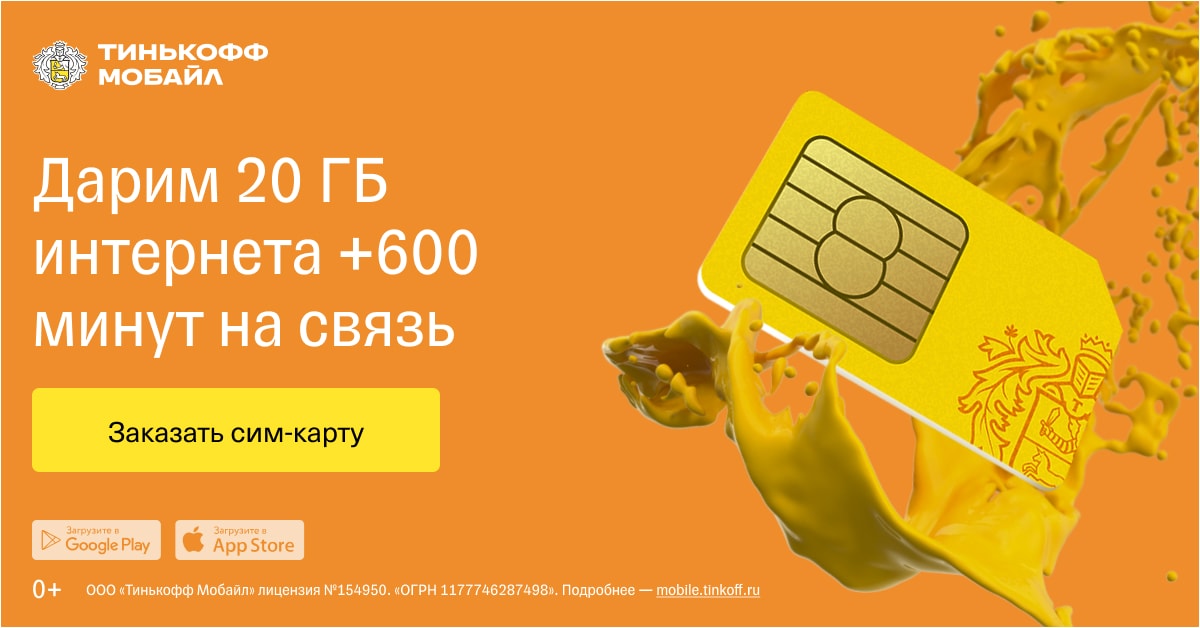 ТИНЬКОФФ
МОБАЙЛ
Дарим 20 ГБ
интернета +600
минут на связь
Заказать сим-карту
Загрузите в
Google Play
Загрузите в
App Store
0+
ООО «Тинькофф Мобайл» лицензия №154950. «ОГРН 1177746287498». Подробнее — mobile.tinkoff.ru